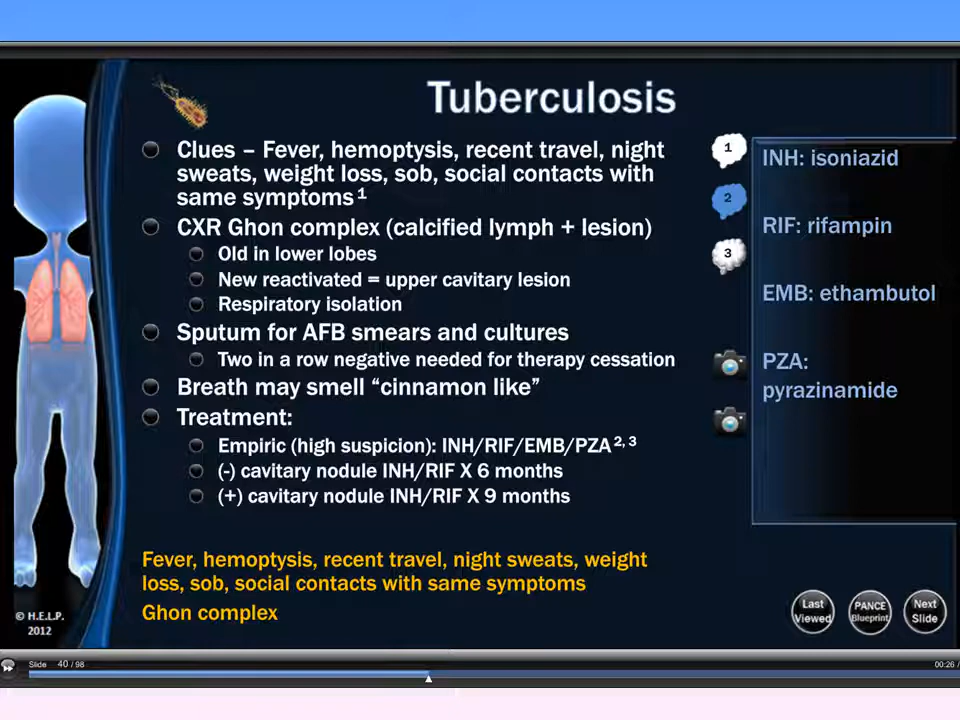 Tuberculosis
Clues – Fever, hemoptysis, recent travel, night
sweats, weight loss, sob, social contacts with
same symptoms 1
CXR Ghon complex (calcified lymph + lesion)
Old in lower lobes
New reactivated = upper cavitary lesion
Respiratory isolation
Sputum for AFB smears and cultures
Two in a row negative needed for therapy cessation
Breath may smell “cinnamon like”
Treatment:
Empiric (high suspicion): INH/RIF/EMB/PZA 2, 3
(-) cavitary nodule INH/RIF X 6 months
(+) cavitary nodule INH/RIF X 9 months
Fever, hemoptysis, recent travel, night sweats, weight
loss, sob, social contacts with same symptoms
Ghon complex
1
2
3
INH: isoniazid
RIF: rifampin
EMB: ethambutol
PZA:
pyrazinamide
© H.E.L.P.
2012
Last
Viewed
PANCE
Blueprint
Next
Slide
Slide 40 / 98
00:26 /